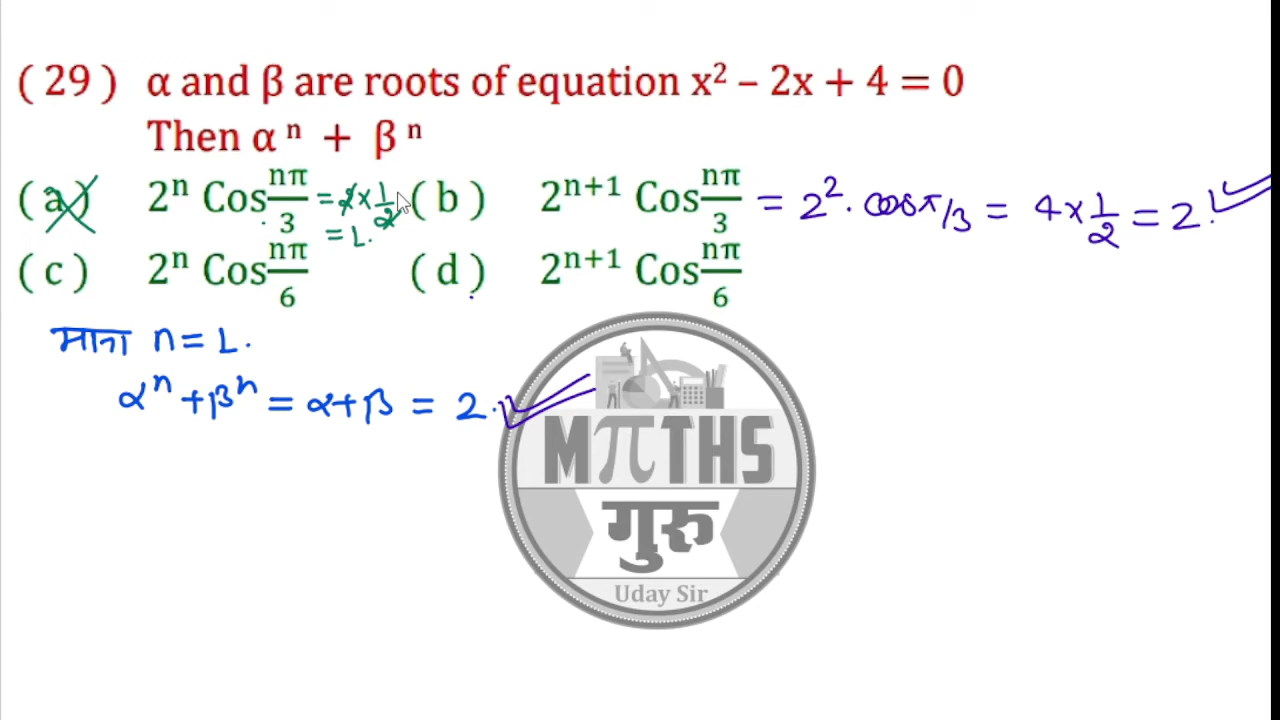 ( 29 ) α and β are roots of equation x² – 2x + 4 = 0
Then α ⁿ + β ⁿ
( a ) 2ⁿ Cos nπ/3 = 2 × 1/2 = 1. ( b ) 2ⁿ⁺¹ Cos nπ/3 = 2². cos π/3 = 4 × 1/2 = 2.
( c ) 2ⁿ Cos nπ/6 ( d ) 2ⁿ⁺¹ Cos nπ/6
माना n = 1.
αⁿ + βⁿ = α + β = 2.
MπTHS
गुरु
Uday Sir